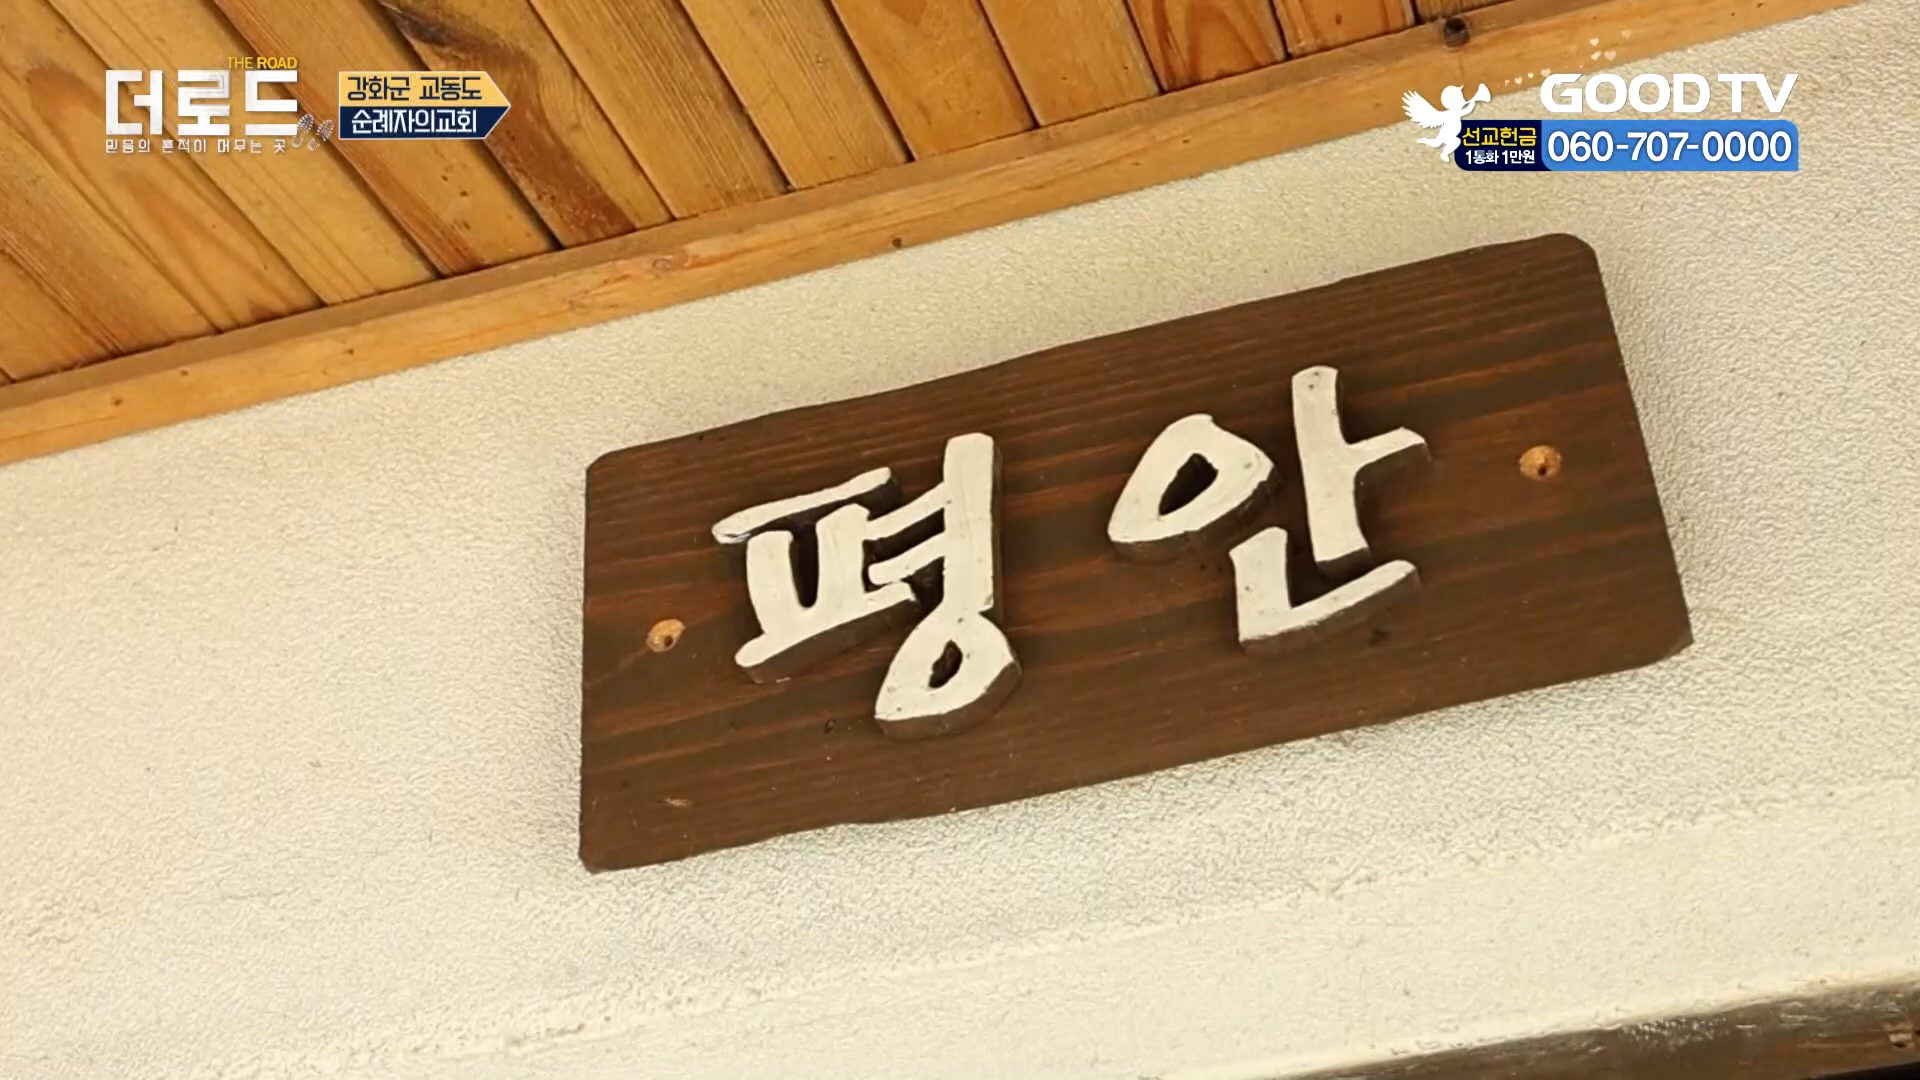 THE ROAD
더로드
믿음의 흔적이 머무는 곳
강화군 교동도
순례자의교회
GOOD TV
선교헌금
1통화 1만원
060-707-0000
평안